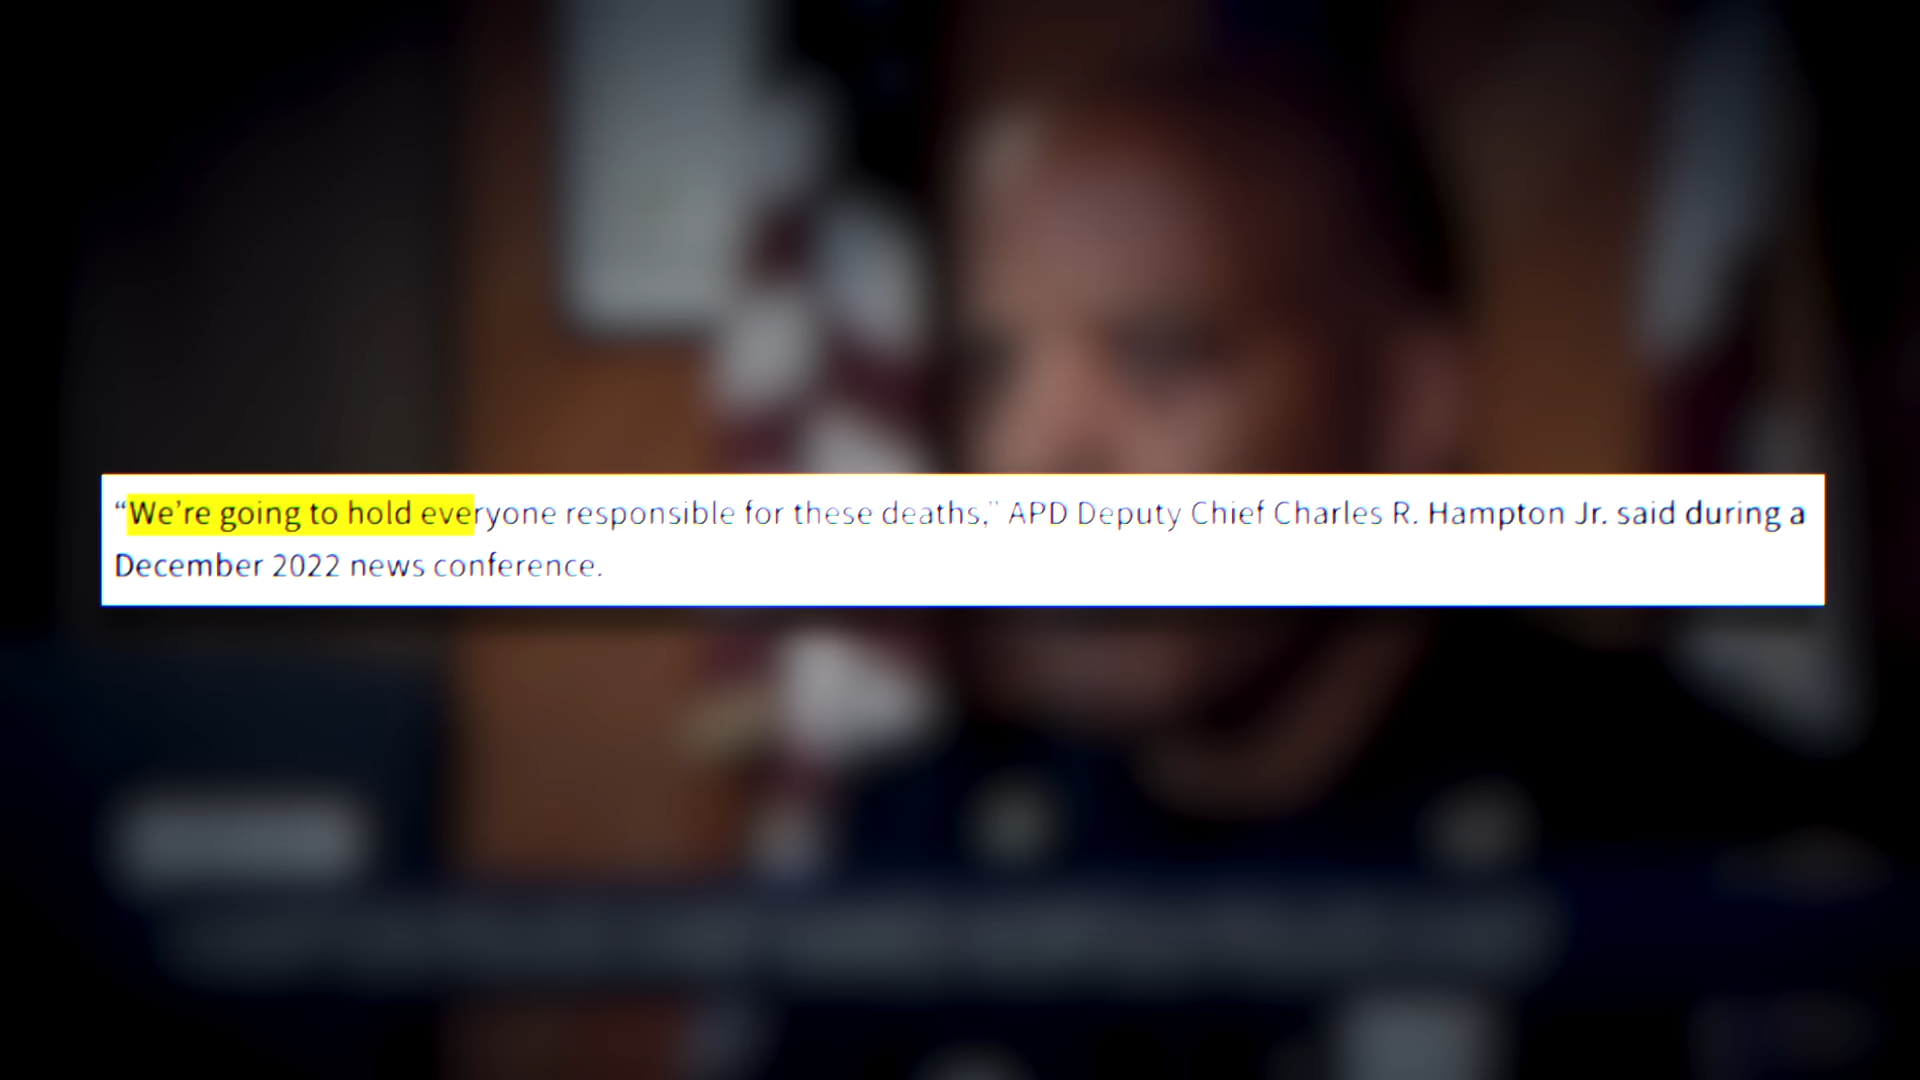 “We’re going to hold everyone responsible for these deaths,” APD Deputy Chief Charles R. Hampton Jr. said during a
December 2022 news conference.